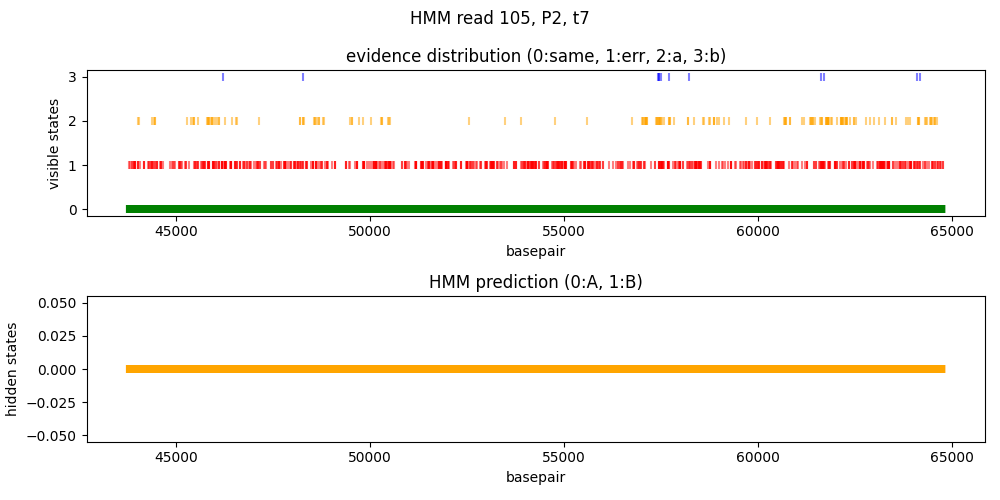 HMM read 105, P2, t7
evidence distribution (0:same, 1:err, 2:a, 3:b)
3
2
1
0
visible states
45000 50000 55000 60000 65000
basepair
HMM prediction (0:A, 1:B)
0.050
0.025
0.000
−0.025
−0.050
hidden states
45000 50000 55000 60000 65000
basepair